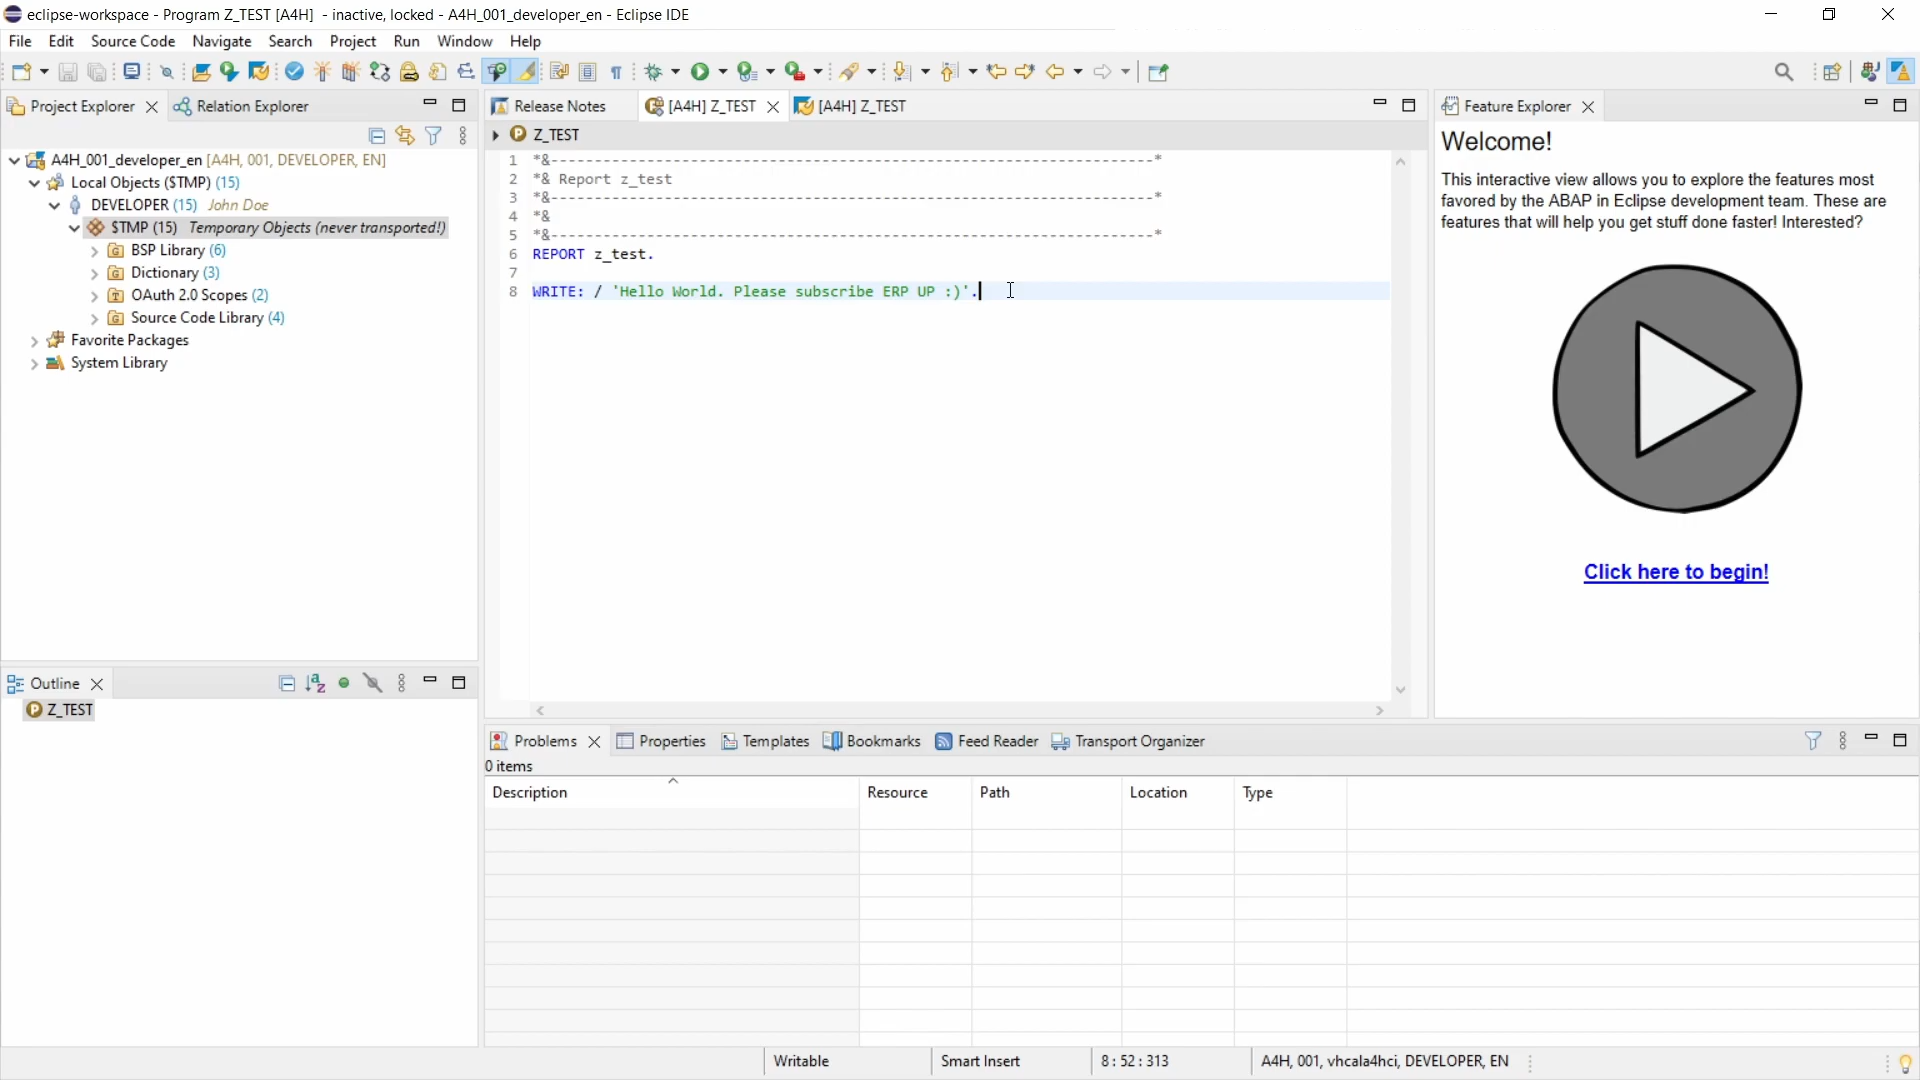 eclipse-workspace - Program Z_TEST [A4H]  - inactive, locked - A4H_001_developer_en - Eclipse IDE
File Edit Source Code Navigate Search Project Run Window Help
Project Explorer
Relation Explorer
A4H_001_developer_en [A4H, 001, DEVELOPER, EN]
Local Objects ($TMP) (15)
DEVELOPER (15) John Doe
$TMP (15) Temporary Objects (never transported!)
BSP Library (6)
Dictionary (3)
OAuth 2.0 Scopes (2)
Source Code Library (4)
Favorite Packages
System Library
Outline
Z_TEST
Release Notes
[A4H] Z_TEST
[A4H] Z_TEST
Z_TEST
1 *&---------------------------------------------------------------------*
2 *& Report z_test
3 *&---------------------------------------------------------------------*
4 *&
5 *&---------------------------------------------------------------------*
6 REPORT z_test.
7
8 WRITE: / 'Hello World. Please subscribe ERP UP :)'.
Feature Explorer
Welcome!
This interactive view allows you to explore the features most
favored by the ABAP in Eclipse development team. These are
features that will help you get stuff done faster! Interested?
Click here to begin!
Problems
Properties
Templates
Bookmarks
Feed Reader
Transport Organizer
0 items
Description Resource Path Location Type
Writable
Smart Insert
8 : 52 : 313
A4H, 001, vhcala4hci, DEVELOPER, EN